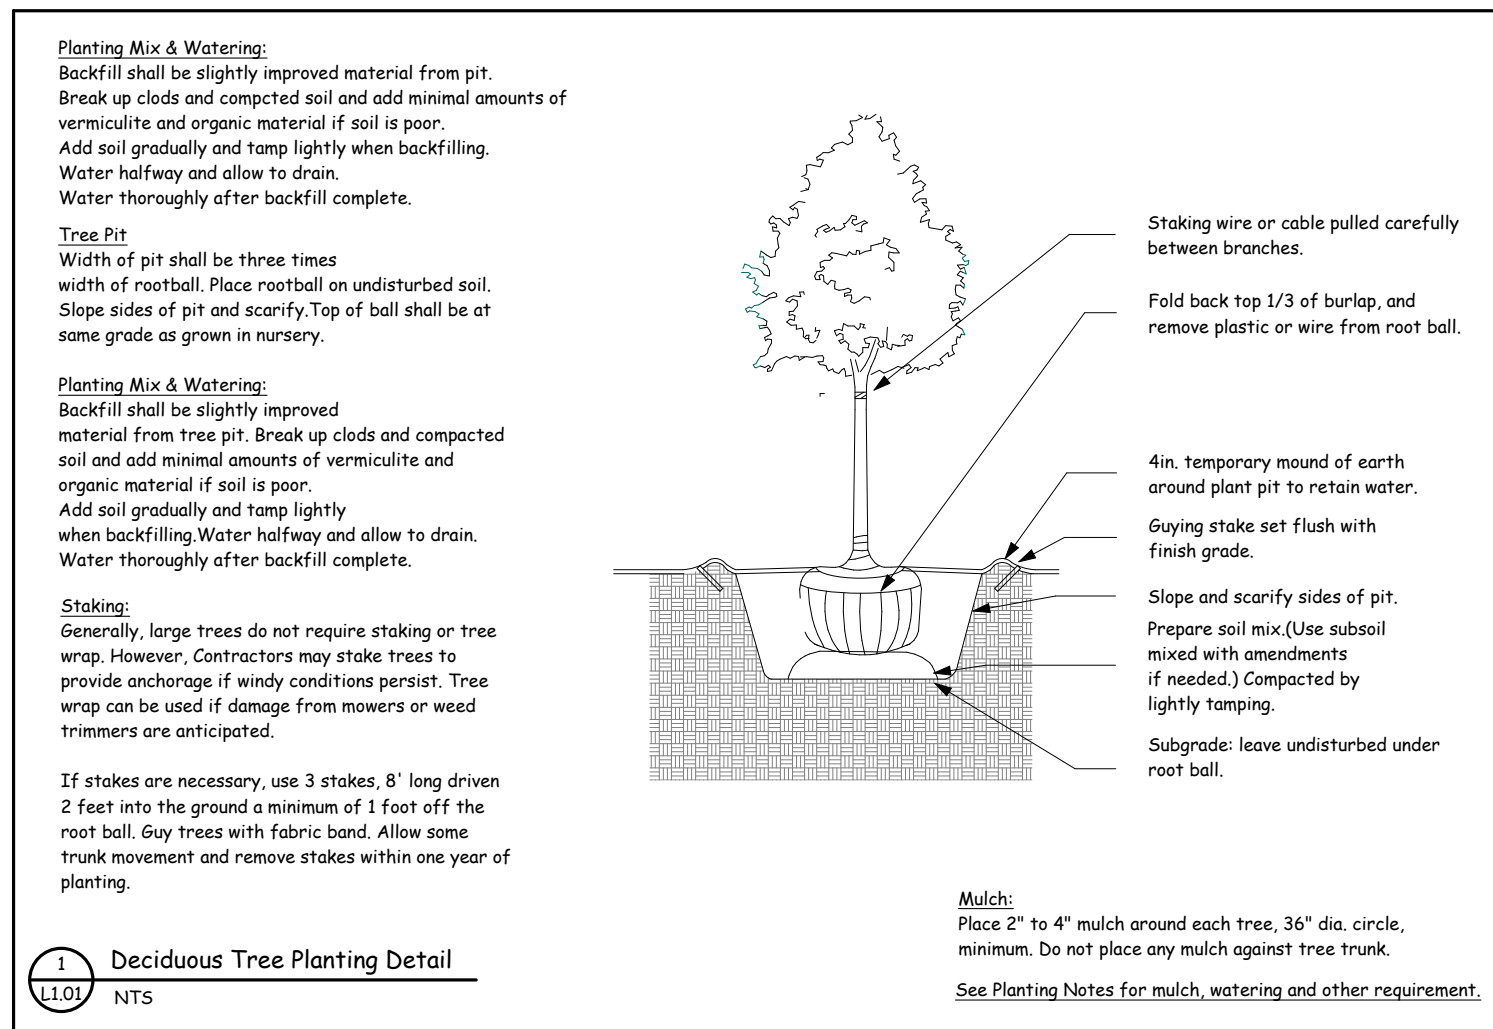 Planting Mix & Watering:
Backfill shall be slightly improved material from pit.
Break up clods and compcted soil and add minimal amounts of
vermiculite and organic material if soil is poor.
Add soil gradually and tamp lightly when backfilling.
Water halfway and allow to drain.
Water thoroughly after backfill complete.
Tree Pit
Width of pit shall be three times
width of rootball. Place rootball on undisturbed soil.
Slope sides of pit and scarify.Top of ball shall be at
same grade as grown in nursery.
Planting Mix & Watering:
Backfill shall be slightly improved
material from tree pit. Break up clods and compacted
soil and add minimal amounts of vermiculite and
organic material if soil is poor.
Add soil gradually and tamp lightly
when backfilling.Water halfway and allow to drain.
Water thoroughly after backfill complete.
Staking:
Generally, large trees do not require staking or tree
wrap. However, Contractors may stake trees to
provide anchorage if windy conditions persist. Tree
wrap can be used if damage from mowers or weed
trimmers are anticipated.
If stakes are necessary, use 3 stakes, 8' long driven
2 feet into the ground a minimum of 1 foot off the
root ball. Guy trees with fabric band. Allow some
trunk movement and remove stakes within one year of
planting.
Staking wire or cable pulled carefully
between branches.
Fold back top 1/3 of burlap, and
remove plastic or wire from root ball.
4in. temporary mound of earth
around plant pit to retain water.
Guying stake set flush with
finish grade.
Slope and scarify sides of pit.
Prepare soil mix.(Use subsoil
mixed with amendments
if needed.) Compacted by
lightly tamping.
Subgrade: leave undisturbed under
root ball.
Mulch:
Place 2" to 4" mulch around each tree, 36" dia. circle,
minimum. Do not place any mulch against tree trunk.
See Planting Notes for mulch, watering and other requirement.
1
L1.01
Deciduous Tree Planting Detail
NTS